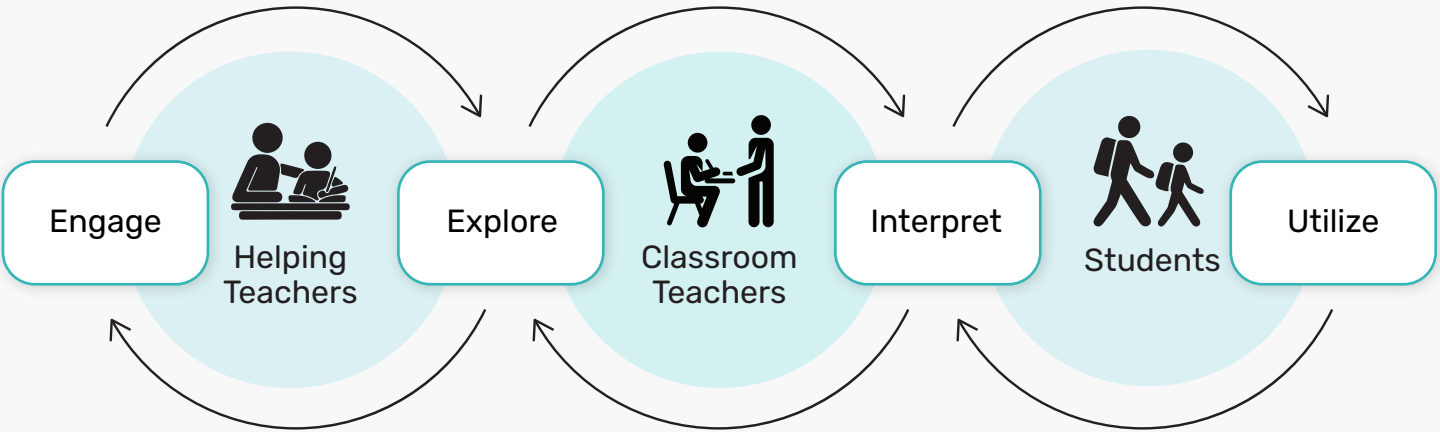 Engage
Helping
Teachers
Explore
Classroom
Teachers
Interpret
Students
Utilize